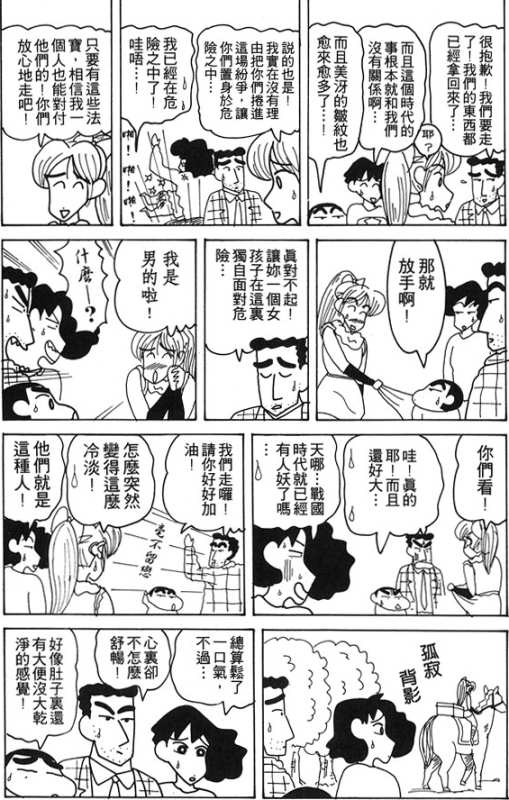 很抱歉!我們要走
了!我們的東西都
已經拿回來了…
耶?
而且這個時代的
事根本就和我們
沒有關係啊…
而且美冴的皺紋也
愈來愈多了…!
說的也是!
我實在沒有理
由把你們捲進
這場紛爭,讓
你們置身於危
險之中…
我已經在危
險之中了!
哇唔…!
啪!
啪!
啪!
只要有這些法
寶,相信我一
個人也能對付
他們的!你們
放心地走吧!
那就
放手啊!
眞對不起!
讓妳一個女
孩子在這裏
獨自面對危
險…
我是
男的啦!
什麼—?
你們看!
哇!眞的
耶!而且
還好大…
天哪…戰國
時代就已經
有人妖了嗎
我們走囉!
請你好好加
油!
毫不留戀
怎麼突然
變得這麼
冷淡!
他們就是
這種人!
孤寂
背影
總算鬆了
一口氣,
不過…
心裏卻
不怎麼
舒暢!
好像肚子裏還
有大便沒大乾
淨的感覺!